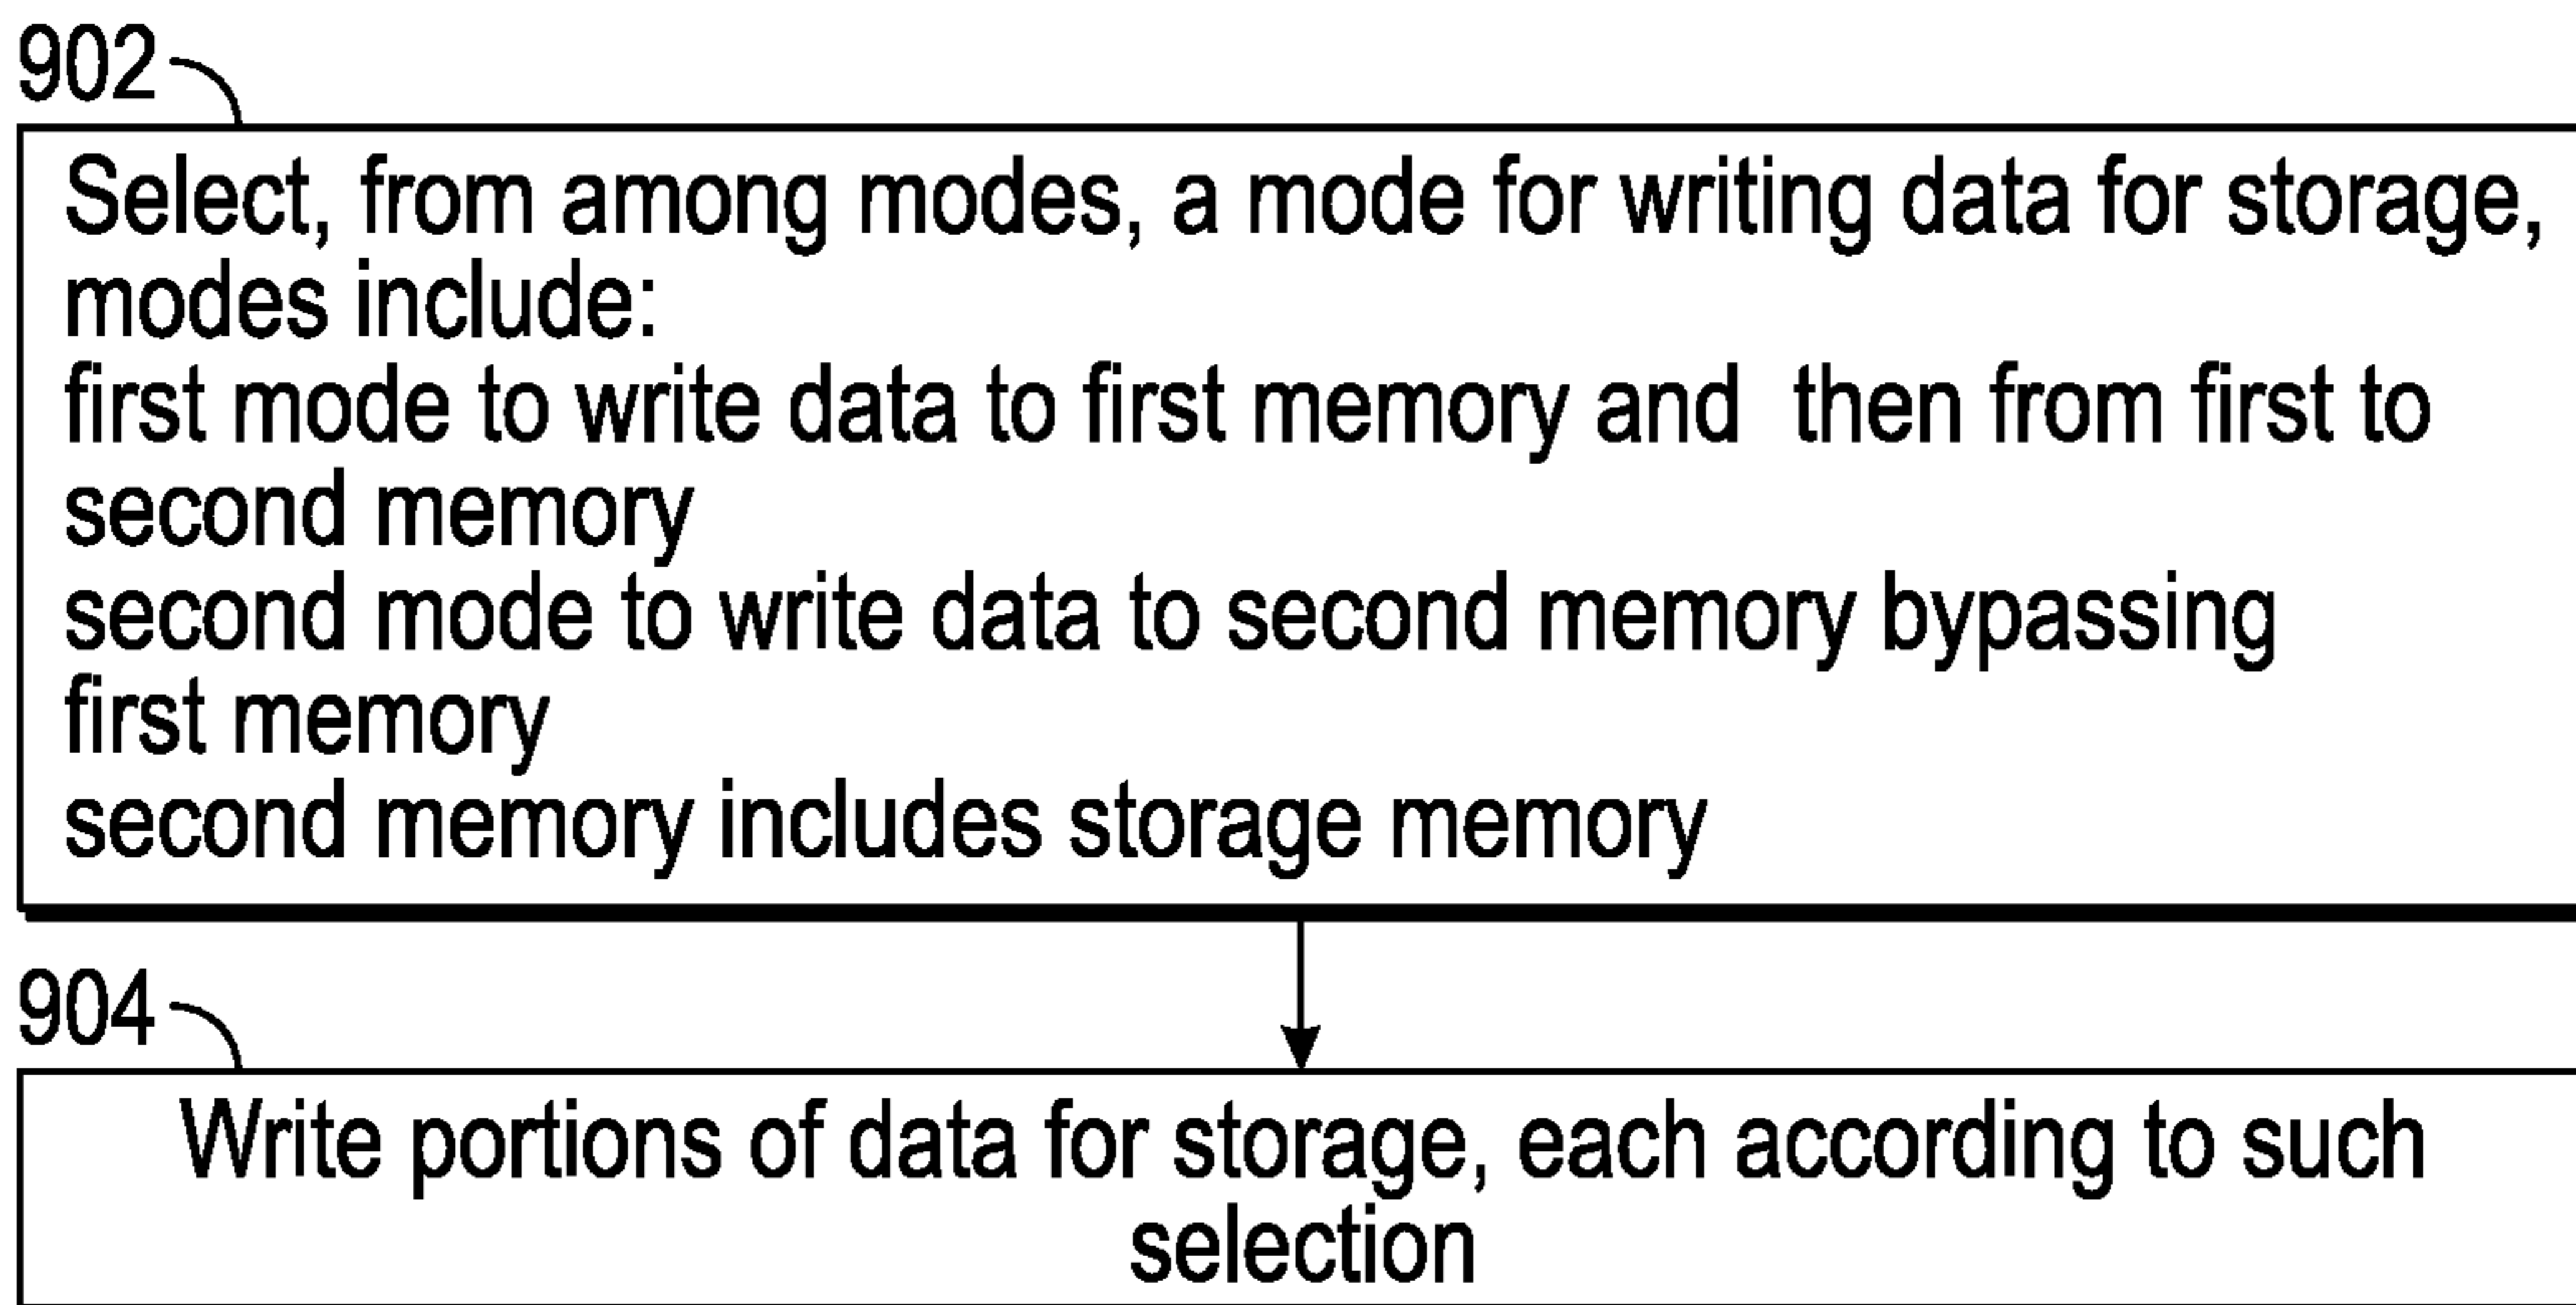 902
Select, from among modes, a mode for writing data for storage,
modes include:
first mode to write data to first memory and  then from first to
second memory
second mode to write data to second memory bypassing
first memory
second memory includes storage memory
904
Write portions of data for storage, each according to such
selection